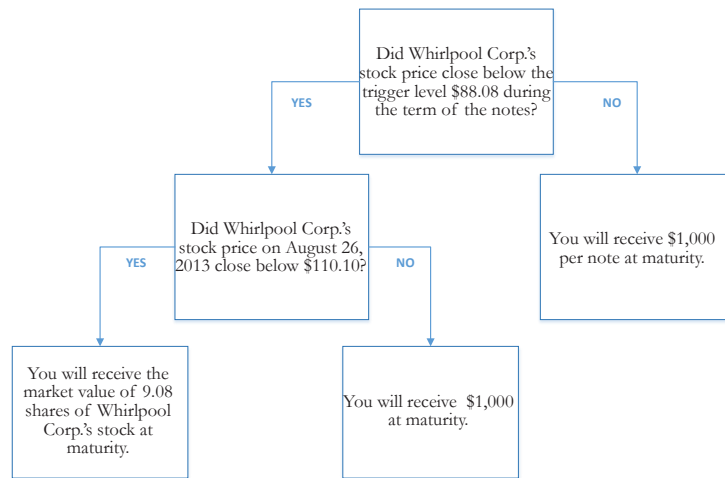 Did Whirlpool Corp.'s
stock price close below the
trigger level $88.08 during
the term of the notes?
YES
NO
Did Whirlpool Corp.'s
stock price on August 26,
2013 close below $110.10?
You will receive $1,000
per note at maturity.
YES
NO
You will receive the
market value of 9.08
shares of Whirlpool
Corp.'s stock at
maturity.
You will receive $1,000
at maturity.